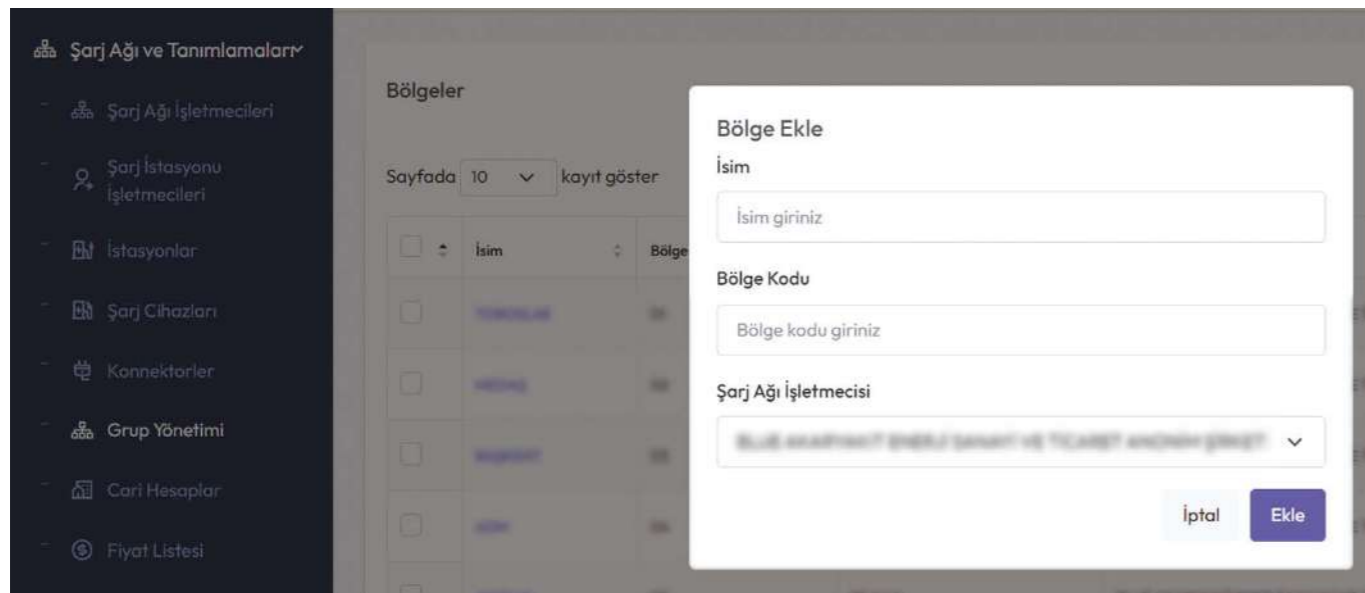 Şarj Ağı ve Tanımlamaları
Şarj Ağı İşletmecileri
Şarj İstasyonu
İşletmecileri
İstasyonlar
Şarj Cihazları
Konnektorler
Grup Yönetimi
Cari Hesaplar
Fiyat Listesi
Bölgeler
Sayfada 10 kayıt göster
İsim Bölge
Bölge Ekle
İsim
İsim giriniz
Bölge Kodu
Bölge kodu giriniz
Şarj Ağı İşletmecisi
İptal Ekle